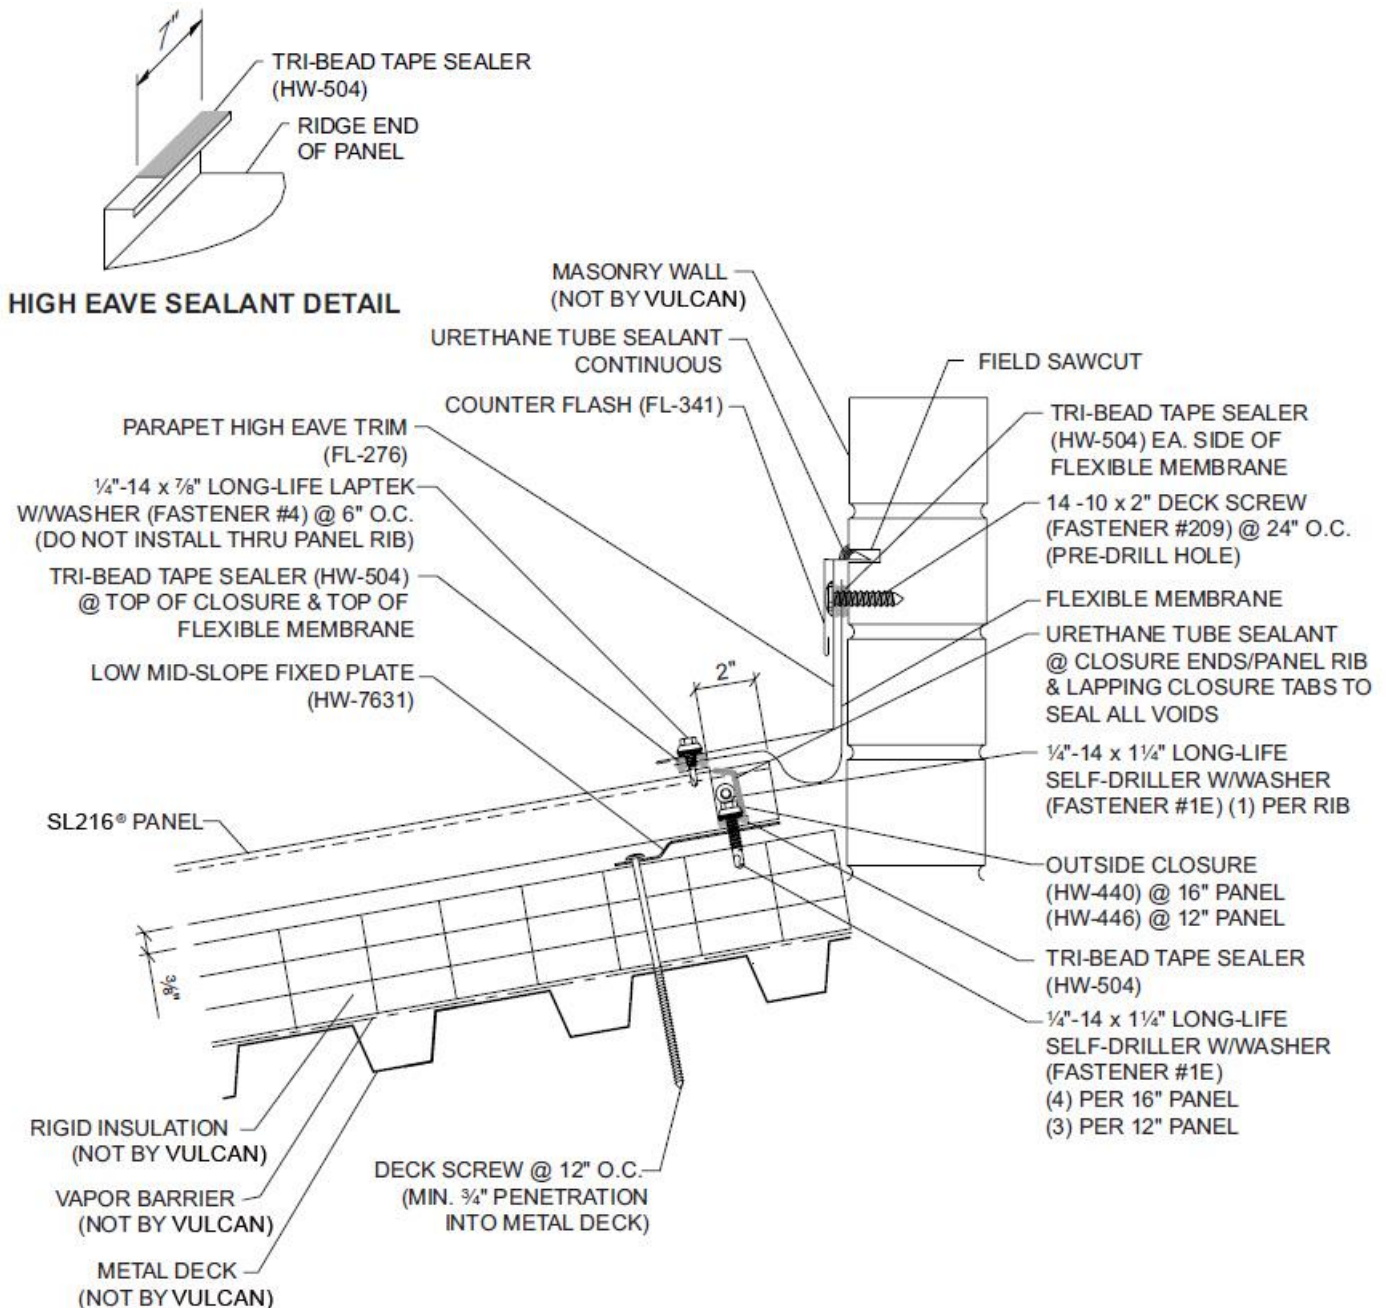 7"
TRI-BEAD TAPE SEALER
(HW-504)
RIDGE END
OF PANEL
HIGH EAVE SEALANT DETAIL
MASONRY WALL
(NOT BY VULCAN)
URETHANE TUBE SEALANT
CONTINUOUS
COUNTER FLASH (FL-341)
PARAPET HIGH EAVE TRIM
(FL-276)
¼"-14 x ⅞" LONG-LIFE LAPTEK
W/WASHER (FASTENER #4) @ 6" O.C.
(DO NOT INSTALL THRU PANEL RIB)
TRI-BEAD TAPE SEALER (HW-504)
@ TOP OF CLOSURE & TOP OF
FLEXIBLE MEMBRANE
LOW MID-SLOPE FIXED PLATE
(HW-7631)
2"
SL216® PANEL
⅜"
RIGID INSULATION
(NOT BY VULCAN)
VAPOR BARRIER
(NOT BY VULCAN)
METAL DECK
(NOT BY VULCAN)
DECK SCREW @ 12" O.C.
(MIN. ¾" PENETRATION
INTO METAL DECK)
FIELD SAWCUT
TRI-BEAD TAPE SEALER
(HW-504) EA. SIDE OF
FLEXIBLE MEMBRANE
14 -10 x 2" DECK SCREW
(FASTENER #209) @ 24" O.C.
(PRE-DRILL HOLE)
FLEXIBLE MEMBRANE
URETHANE TUBE SEALANT
@ CLOSURE ENDS/PANEL RIB
& LAPPING CLOSURE TABS TO
SEAL ALL VOIDS
¼"-14 x 1¼" LONG-LIFE
SELF-DRILLER W/WASHER
(FASTENER #1E) (1) PER RIB
OUTSIDE CLOSURE
(HW-440) @ 16" PANEL
(HW-446) @ 12" PANEL
TRI-BEAD TAPE SEALER
(HW-504)
¼"-14 x 1¼" LONG-LIFE
SELF-DRILLER W/WASHER
(FASTENER #1E)
(4) PER 16" PANEL
(3) PER 12" PANEL